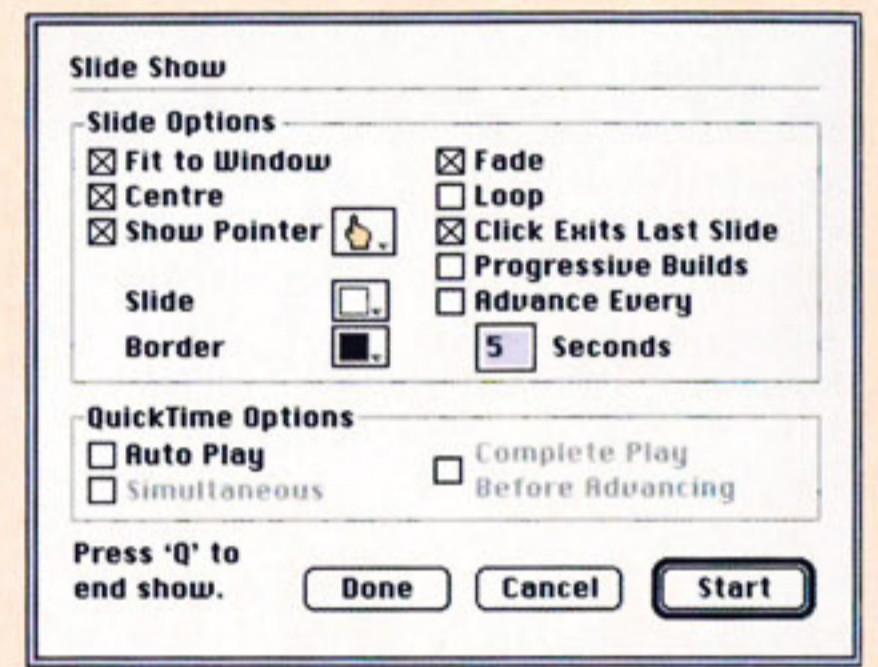 Slide Show
Slide Options
Fit to Window
Centre
Show Pointer
Slide
Border
Fade
Loop
Click Exits Last Slide
Progressive Builds
Advance Every
5 Seconds
QuickTime Options
Auto Play
Simultaneous
Complete Play
Before Advancing
Press ‘Q’ to
end show.
Done
Cancel
Start